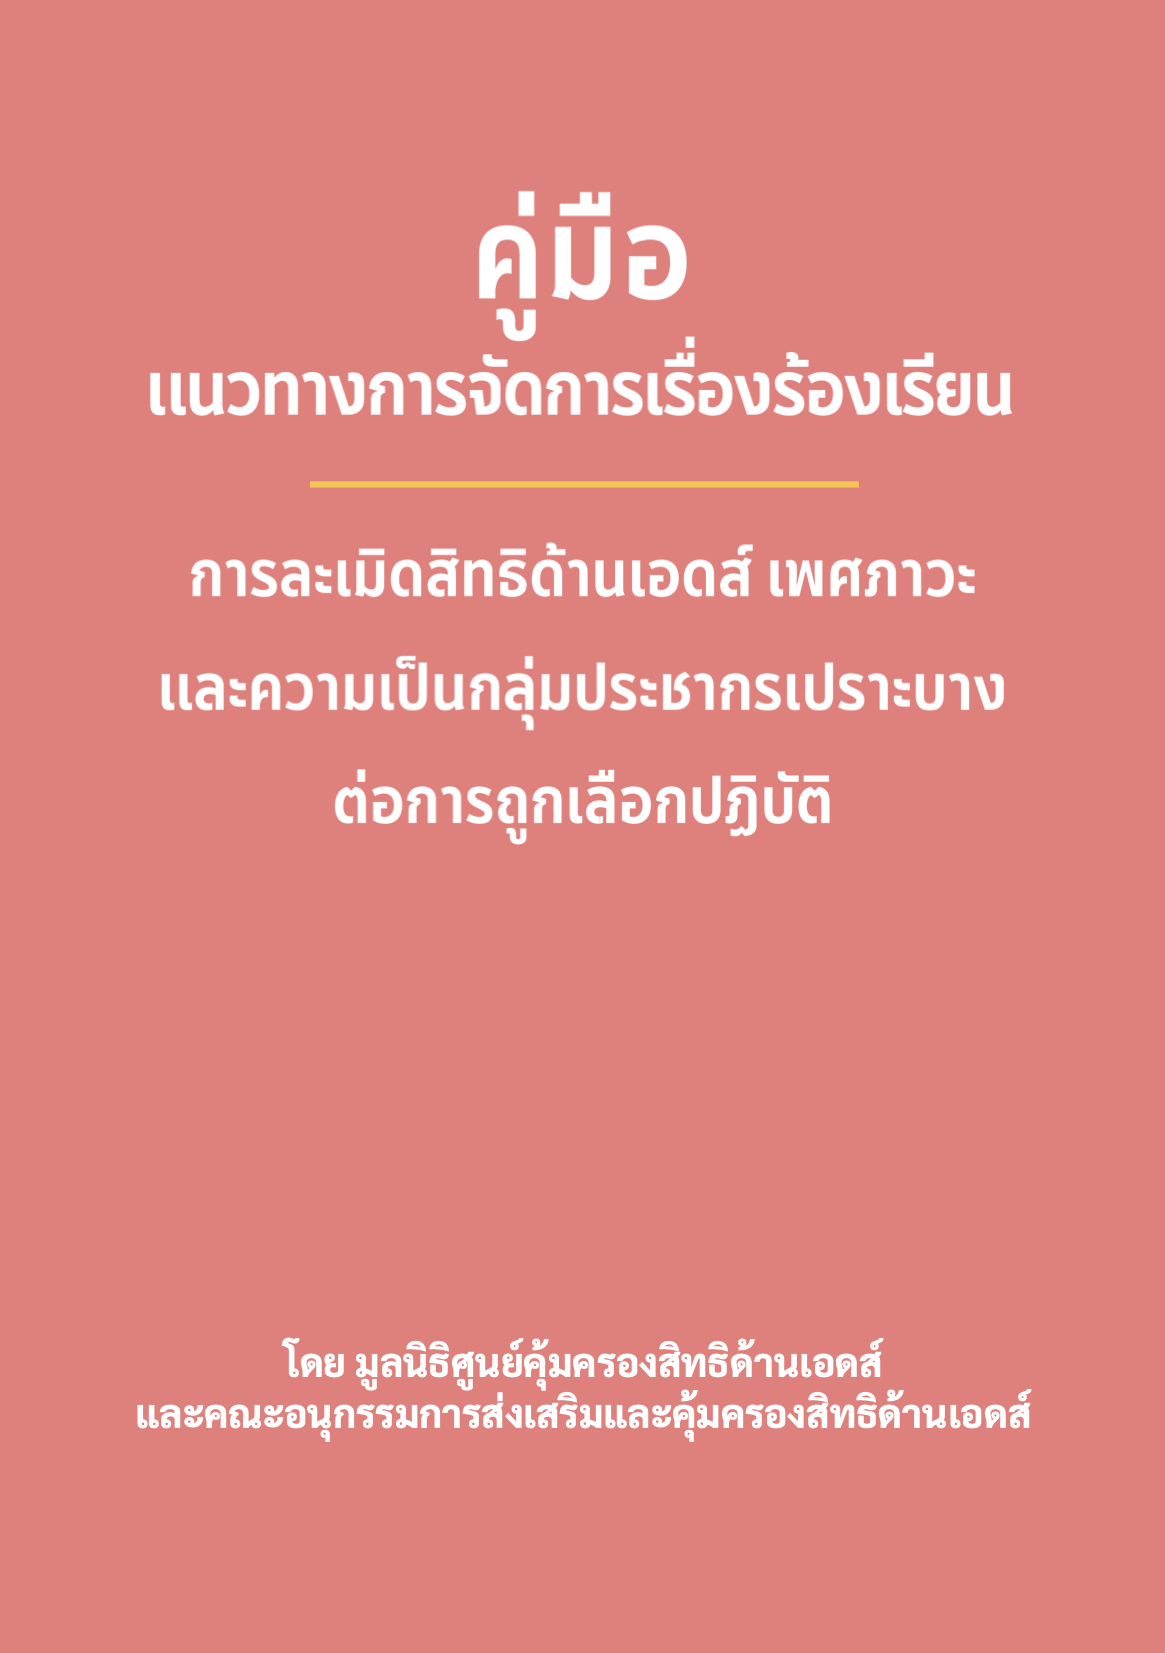 คู่มือ
แนวทางการจัดการเรื่องร้องเรียน
การละเมิดสิทธิด้านเอดส์ เพศภาวะ
และความเป็นกลุ่มประชากรเปราะบาง
ต่อการถูกเลือกปฏิบัติ
โดย มูลนิธิศูนย์คุ้มครองสิทธิด้านเอดส์
และคณะอนุกรรมการส่งเสริมและคุ้มครองสิทธิด้านเอดส์